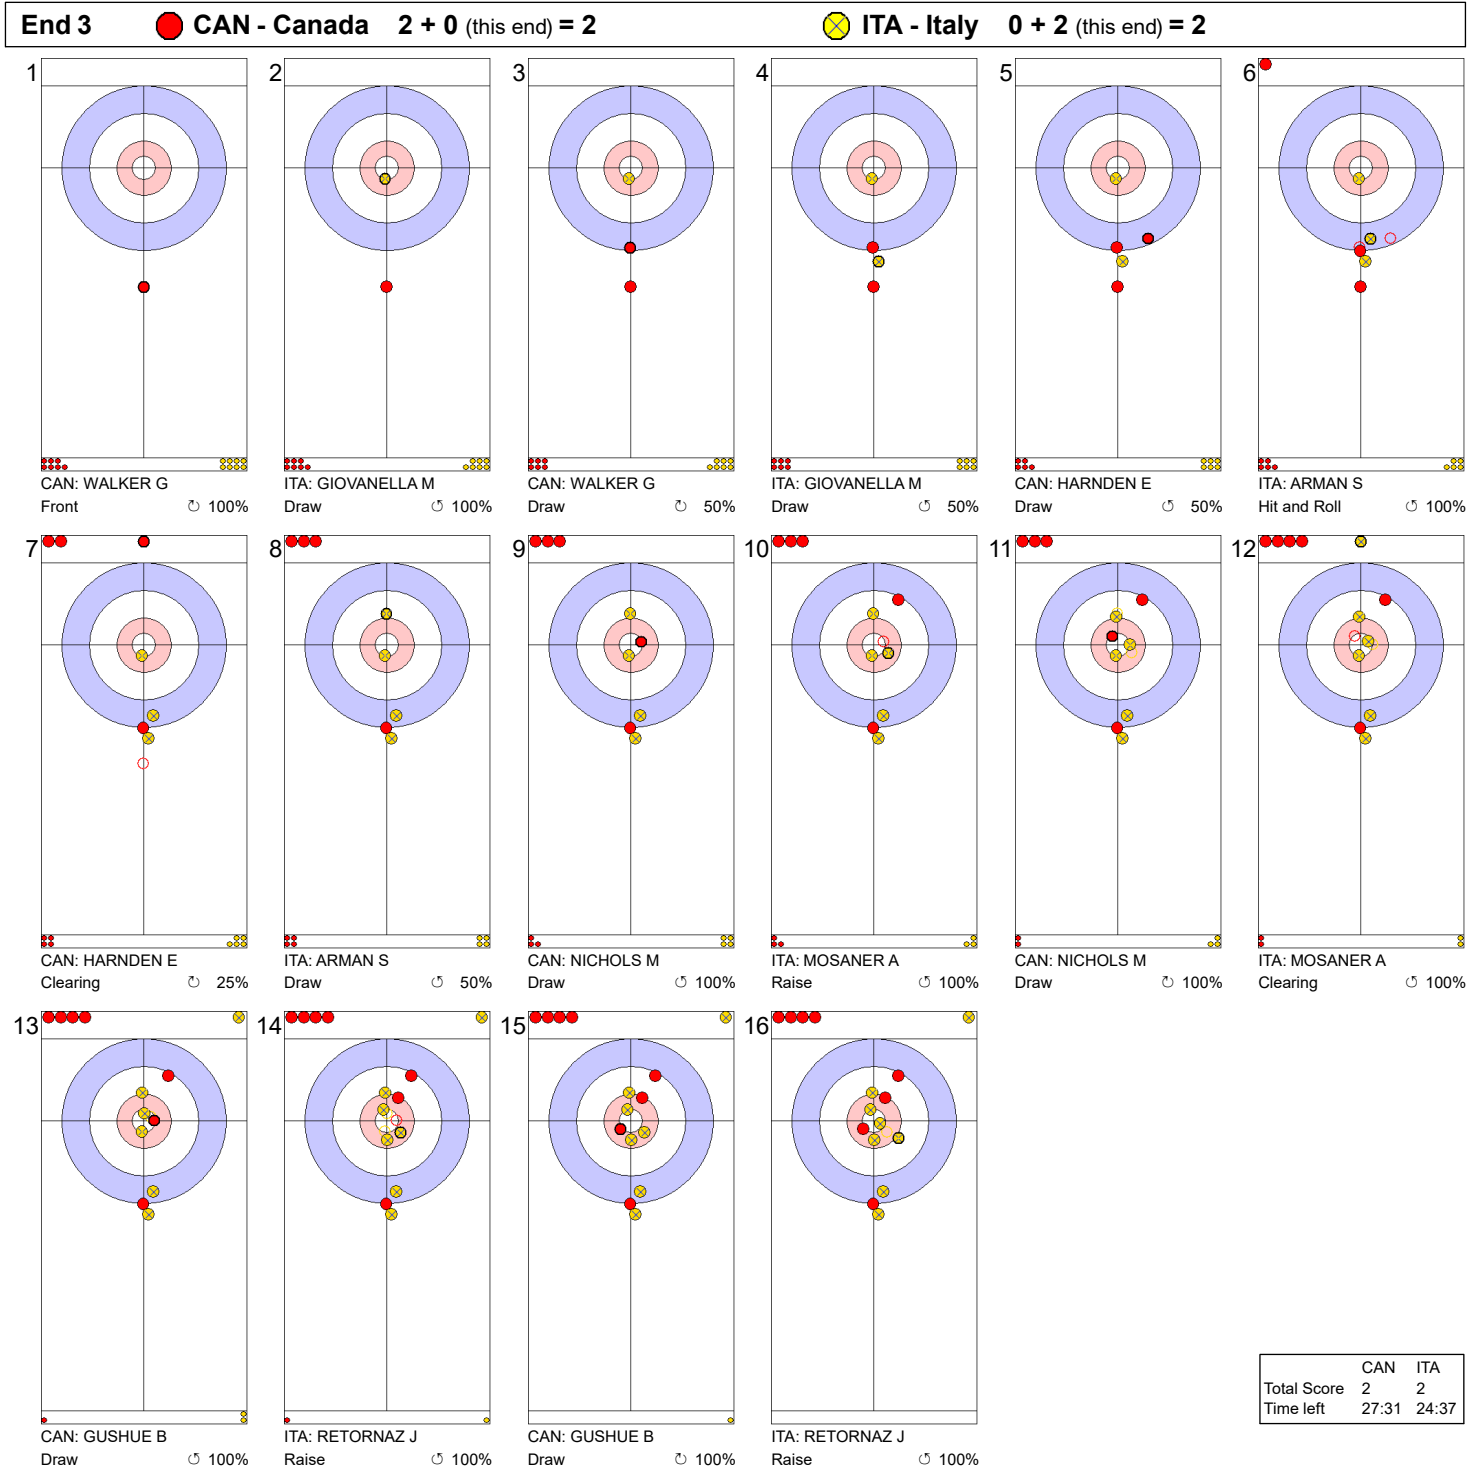 End 3 CAN - Canada 2 + 0 (this end) = 2 ITA - Italy 0 + 2 (this end) = 2
1 2 3 4 5 6
CAN: WALKER G ITA: GIOVANELLA M CAN: WALKER G ITA: GIOVANELLA M CAN: HARNDEN E ITA: ARMAN S
Front ↻ 100% Draw ↺ 100% Draw ↻ 50% Draw ↺ 50% Draw ↺ 50% Hit and Roll ↺ 100%
7 8 9 10 11 12
CAN: HARNDEN E ITA: ARMAN S CAN: NICHOLS M ITA: MOSANER A CAN: NICHOLS M ITA: MOSANER A
Clearing ↻ 25% Draw ↺ 50% Draw ↺ 100% Raise ↺ 100% Draw ↻ 100% Clearing ↺ 100%
13 14 15 16
CAN: GUSHUE B ITA: RETORNAZ J CAN: GUSHUE B ITA: RETORNAZ J
Draw ↺ 100% Raise ↺ 100% Draw ↻ 100% Raise ↺ 100%
CAN ITA
Total Score 2 2
Time left 27:31 24:37